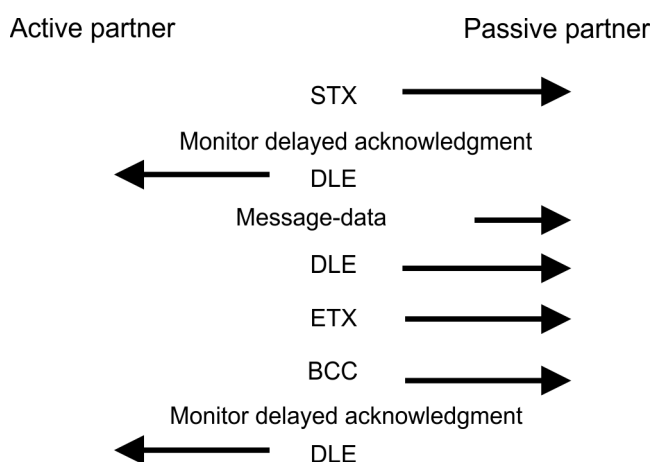 Active partner Passive partner
STX
Monitor delayed acknowledgment
DLE
Message-data
DLE
ETX
BCC
Monitor delayed acknowledgment
DLE